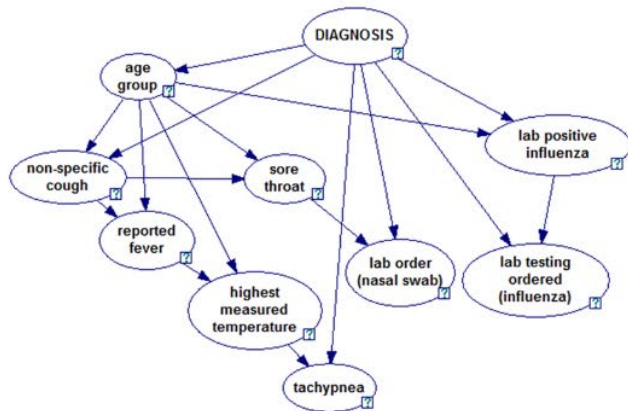 DIAGNOSIS
?
age
group
?
lab positive
influenza
?
non-specific
cough
?
sore
throat
?
reported
fever
?
lab order
(nasal swab)
?
lab testing
ordered
(influenza)
?
highest
measured
temperature
?
tachypnea
?